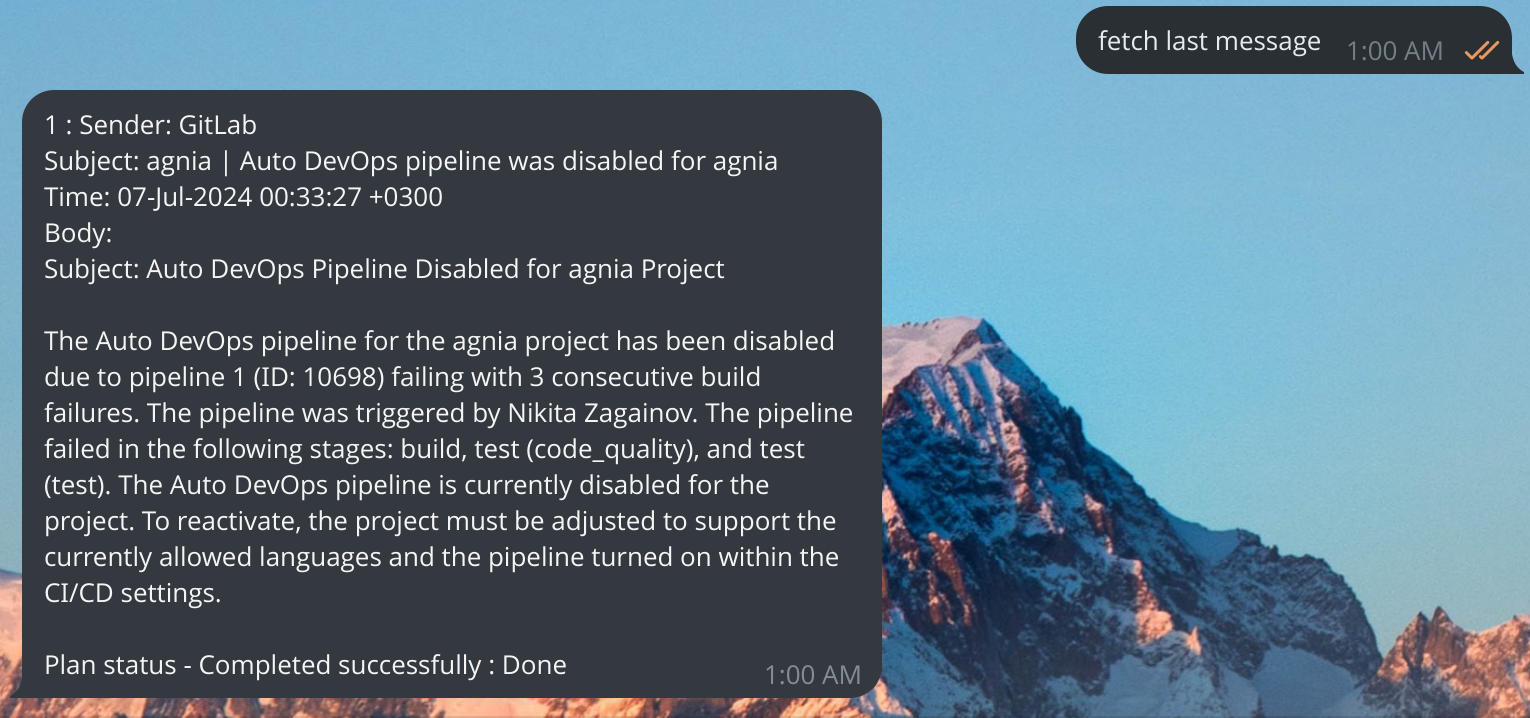 fetch last message 1:00 AM
1 : Sender: GitLab
Subject: agnia | Auto DevOps pipeline was disabled for agnia
Time: 07-Jul-2024 00:33:27 +0300
Body:
Subject: Auto DevOps Pipeline Disabled for agnia Project
The Auto DevOps pipeline for the agnia project has been disabled
due to pipeline 1 (ID: 10698) failing with 3 consecutive build
failures. The pipeline was triggered by Nikita Zagainov. The pipeline
failed in the following stages: build, test (code_quality), and test
(test). The Auto DevOps pipeline is currently disabled for the
project. To reactivate, the project must be adjusted to support the
currently allowed languages and the pipeline turned on within the
CI/CD settings.
Plan status - Completed successfully : Done
1:00 AM